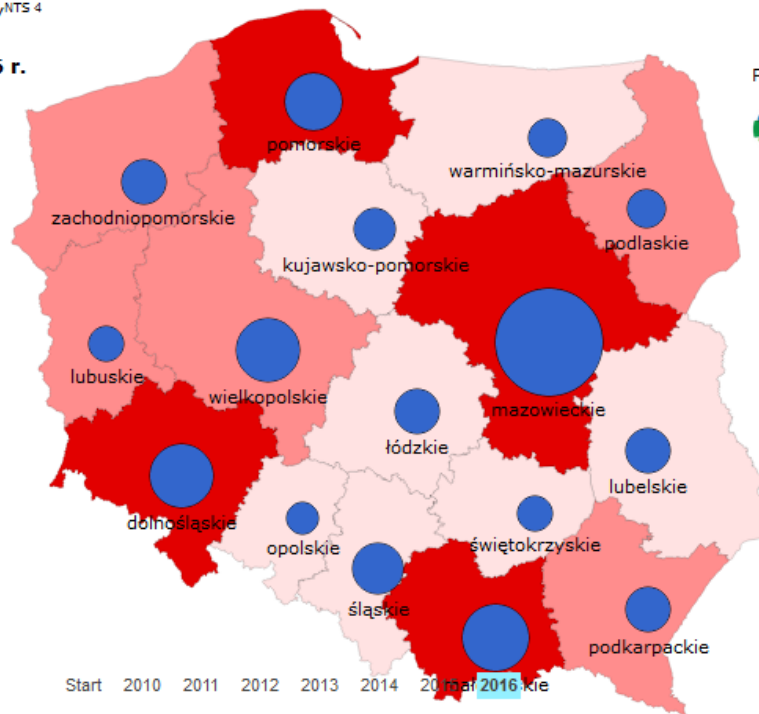 NTS 4
r.
pomorskie
warmińsko-mazurskie
zachodniopomorskie
podlaskie
kujawsko-pomorskie
lubuskie
wielkopolskie
mazowieckie
łódzkie
lubelskie
dolnośląskie
opolskie
świętokrzyskie
śląskie
podkarpackie
Start 2010 2011 2012 2013 2014 2016